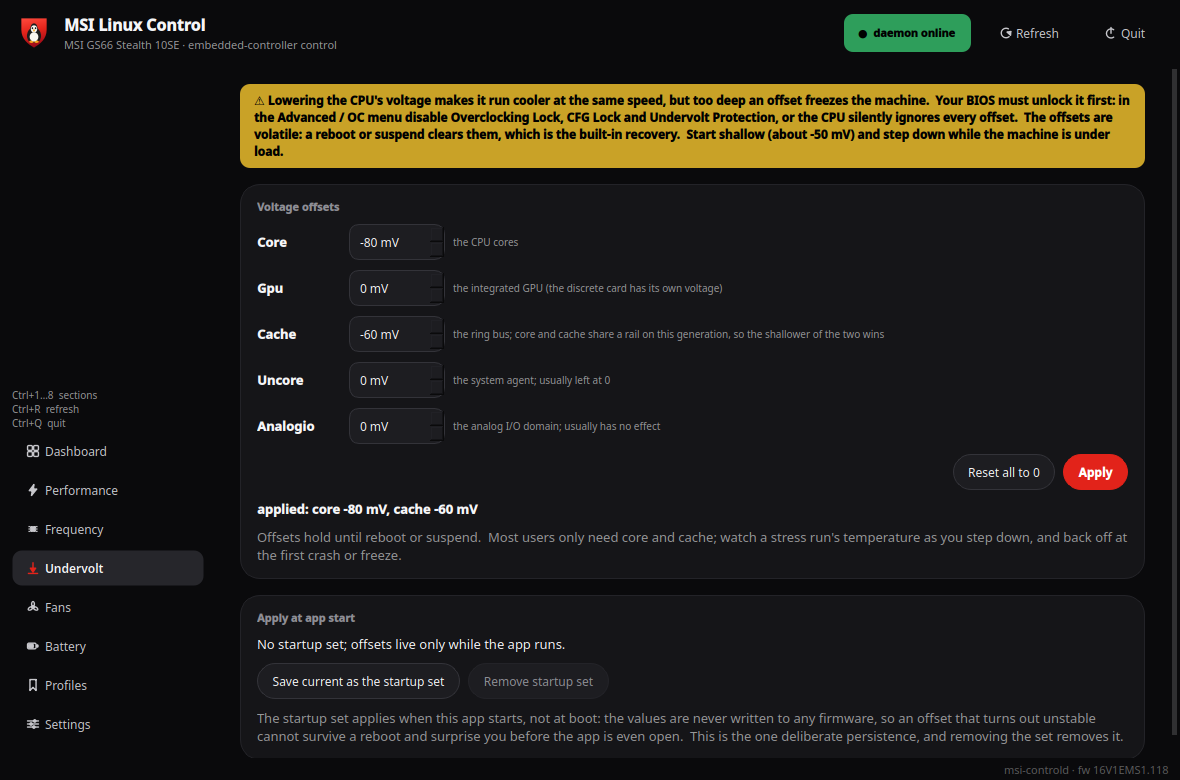 MSI Linux Control
MSI GS66 Stealth 10SE · embedded-controller control
● daemon online
Refresh
Quit
⚠ Lowering the CPU's voltage makes it run cooler at the same speed, but too deep an offset freezes the machine.  Your BIOS must unlock it first: in
the Advanced / OC menu disable Overclocking Lock, CFG Lock and Undervolt Protection, or the CPU silently ignores every offset.  The offsets are
volatile: a reboot or suspend clears them, which is the built-in recovery.  Start shallow (about -50 mV) and step down while the machine is under
load.
Voltage offsets
Core -80 mV the CPU cores
Gpu 0 mV the integrated GPU (the discrete card has its own voltage)
Cache -60 mV the ring bus; core and cache share a rail on this generation, so the shallower of the two wins
Uncore 0 mV the system agent; usually left at 0
Analogio 0 mV the analog I/O domain; usually has no effect
Reset all to 0
Apply
applied: core -80 mV, cache -60 mV
Offsets hold until reboot or suspend.  Most users only need core and cache; watch a stress run's temperature as you step down, and back off at
the first crash or freeze.
Apply at app start
No startup set; offsets live only while the app runs.
Save current as the startup set
Remove startup set
The startup set applies when this app starts, not at boot: the values are never written to any firmware, so an offset that turns out unstable
cannot survive a reboot and surprise you before the app is even open.  This is the one deliberate persistence, and removing the set removes it.
Ctrl+1…8  sections
Ctrl+R  refresh
Ctrl+Q  quit
Dashboard
Performance
Frequency
Undervolt
Fans
Battery
Profiles
Settings
msi-controld · fw 16V1EMS1.118